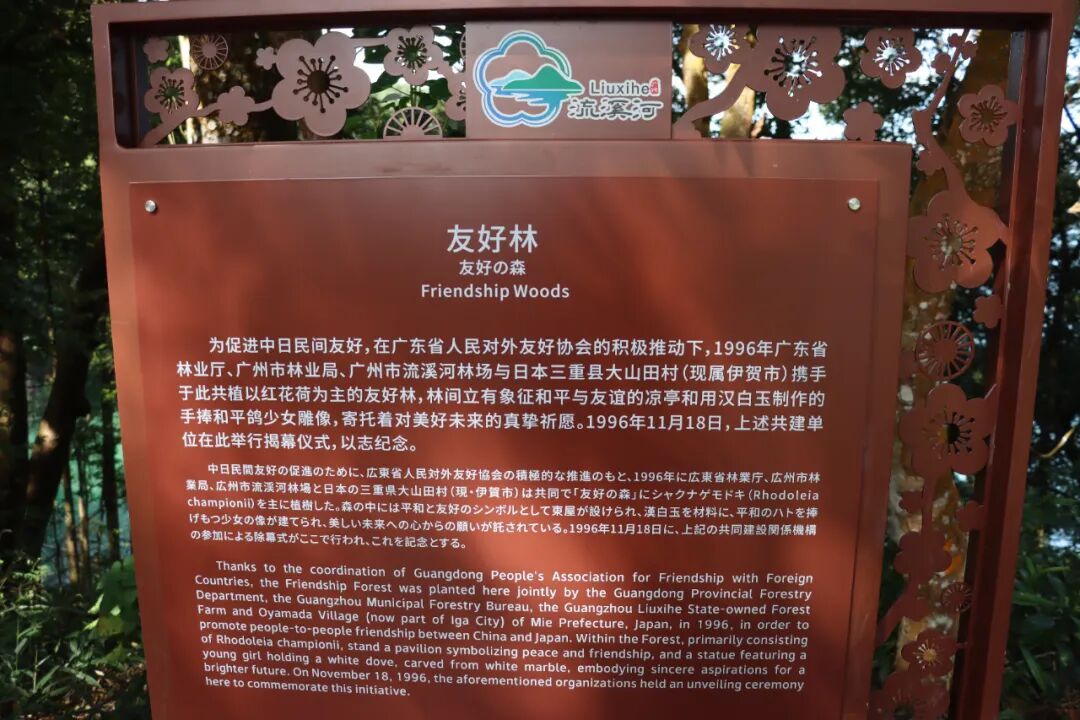 Liuxihe
流溪河
友好林
友好の森
Friendship Woods
为促进中日民间友好，在广东省人民对外友好协会的积极推动下，1996年广东省
林业厅、广州市林业局、广州市流溪河林场与日本三重县大山田村（现属伊贺市）携手
于此共植以红花荷为主的友好林，林间立有象征和平与友谊的凉亭和用汉白玉制作的
手捧和平鸽少女雕像，寄托着对美好未来的真挚祈愿。1996年11月18日，上述共建单
位在此举行揭幕仪式，以志纪念。
中日民間友好の促進のために、広東省人民対外友好協会の積極的な推進のもと、1996年に広東省林業庁、広州市林
業局、広州市流渓河林場と日本の三重県大山田村（現・伊賀市）は共同で「友好の森」にシャクナゲモドキ（Rhodoleia
championii）を主に植樹した。森の中には平和と友好のシンボルとして東屋が設けられ、漢白玉を材料に、平和のハトを捧
げもつ少女の像が建てられ、美しい未来への心からの願いが託されている。1996年11月18日に、上記の共同建設関係機構
の参加による除幕式がここで行われ、これを記念とする。
Thanks to the coordination of Guangdong People's Association for Friendship with Foreign
Countries, the Friendship Forest was planted here jointly by the Guangdong Provincial Forestry
Department, the Guangzhou Municipal Forestry Bureau, the Guangzhou Liuxihe State-owned Forest
Farm and Oyamada Village (now part of Iga City) of Mie Prefecture, Japan, in 1996, in order to
promote people-to-people friendship between China and Japan. Within the Forest, primarily consisting
of Rhodoleia championii, stand a pavilion symbolizing peace and friendship, and a statue featuring a
young girl holding a white dove, carved from white marble, embodying sincere aspirations for a
brighter future. On November 18, 1996, the aforementioned organizations held an unveiling ceremony
here to commemorate this initiative.